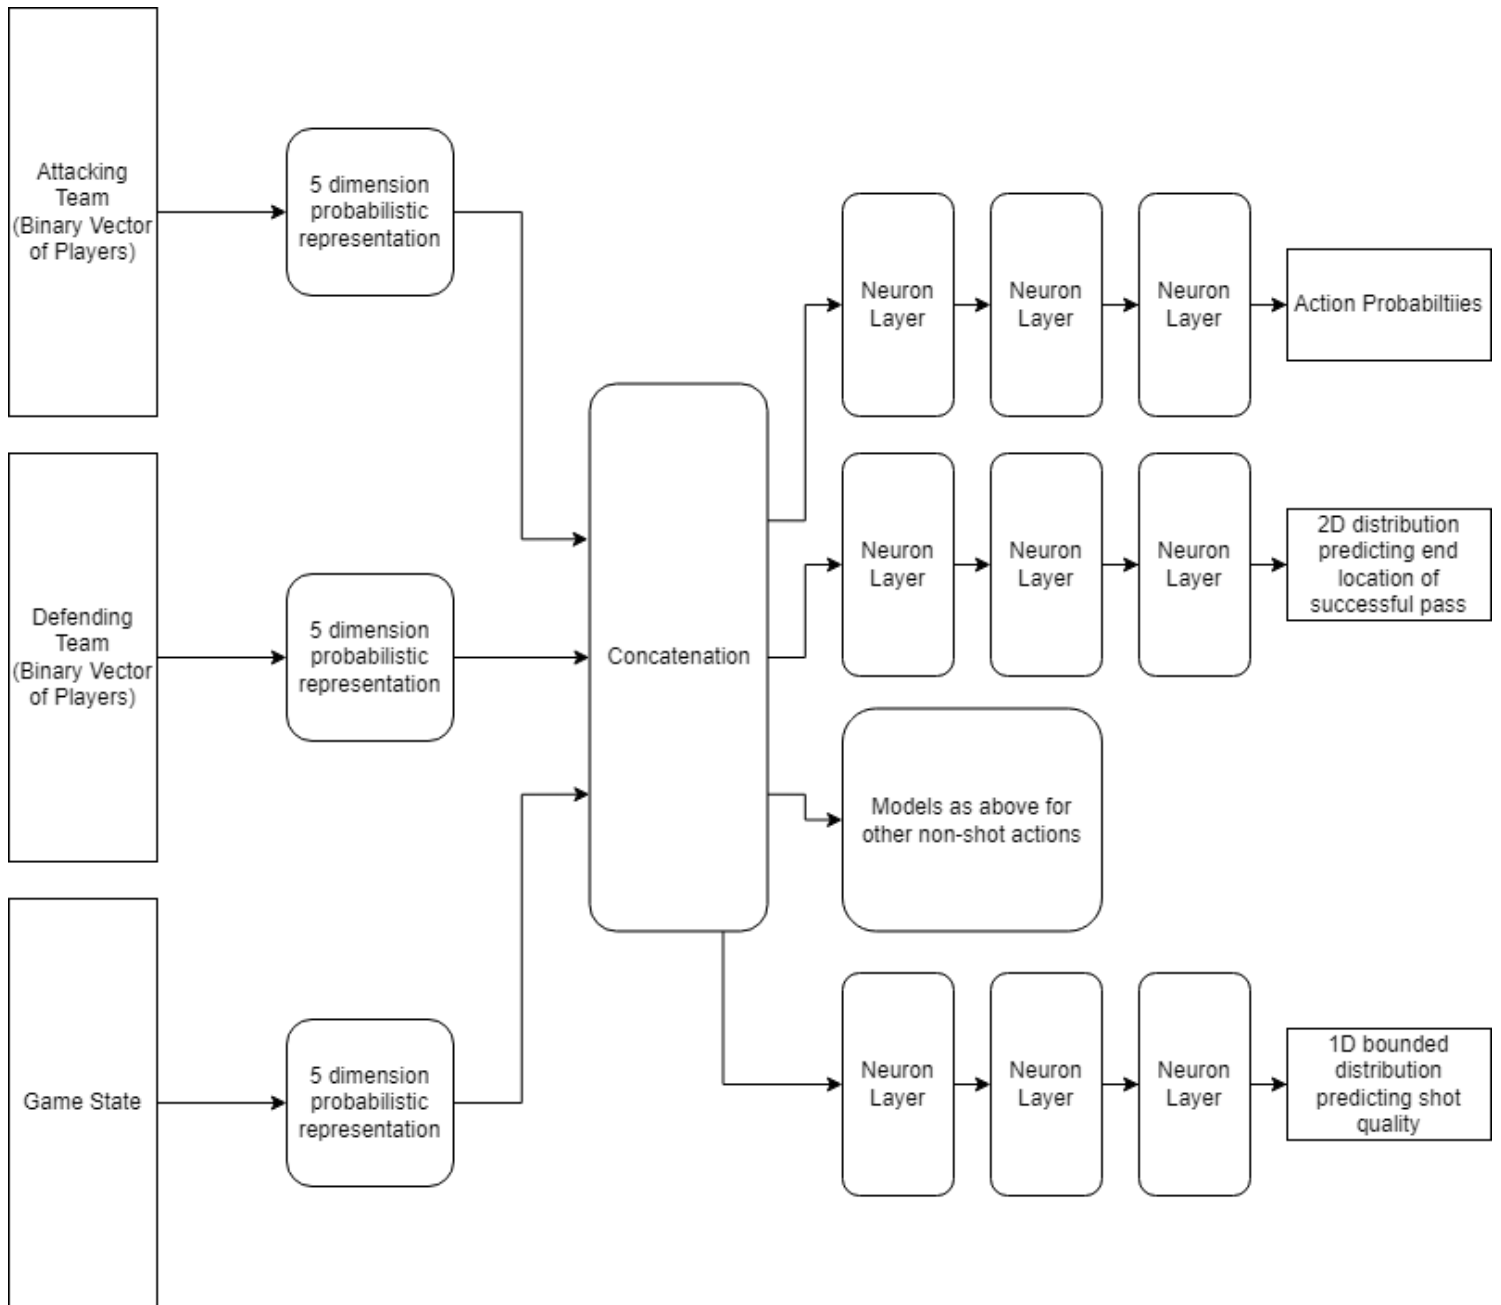 Attacking
Team
(Binary Vector
of Players)
5 dimension
probabilistic
representation
Defending
Team
(Binary Vector
of Players)
5 dimension
probabilistic
representation
Game State
5 dimension
probabilistic
representation
Concatenation
Neuron
Layer
Neuron
Layer
Neuron
Layer
Action Probabiltiies
Neuron
Layer
Neuron
Layer
Neuron
Layer
2D distribution
predicting end
location of
successful pass
Models as above for
other non-shot actions
Neuron
Layer
Neuron
Layer
Neuron
Layer
1D bounded
distribution
predicting shot
quality